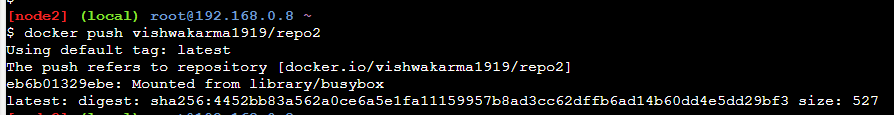 [node2] (local) root@192.168.0.8 ~
$ docker push vishwakarma1919/repo2
Using default tag: latest
The push refers to repository [docker.io/vishwakarma1919/repo2]
eb6b01329ebe: Mounted from library/busybox
latest: digest: sha256:4452bb83a562a0ce6a5e1fa11159957b8ad3cc62dffb6ad14b60dd4e5dd29bf3 size: 527